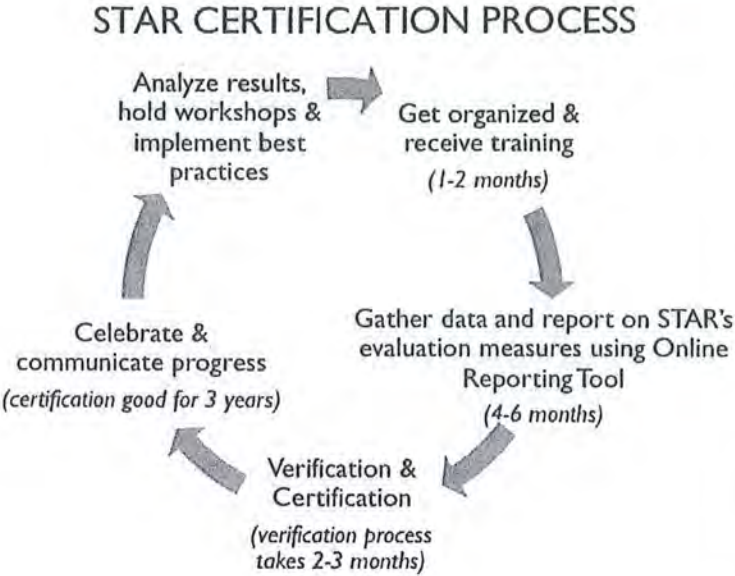 STAR CERTIFICATION PROCESS
Analyze results,
hold workshops &
implement best
practices
Get organized &
receive training
(1-2 months)
Gather data and report on STAR's
evaluation measures using Online
Reporting Tool
(4-6 months)
Verification &
Certification
(verification process
takes 2-3 months)
Celebrate &
communicate progress
(certification good for 3 years)